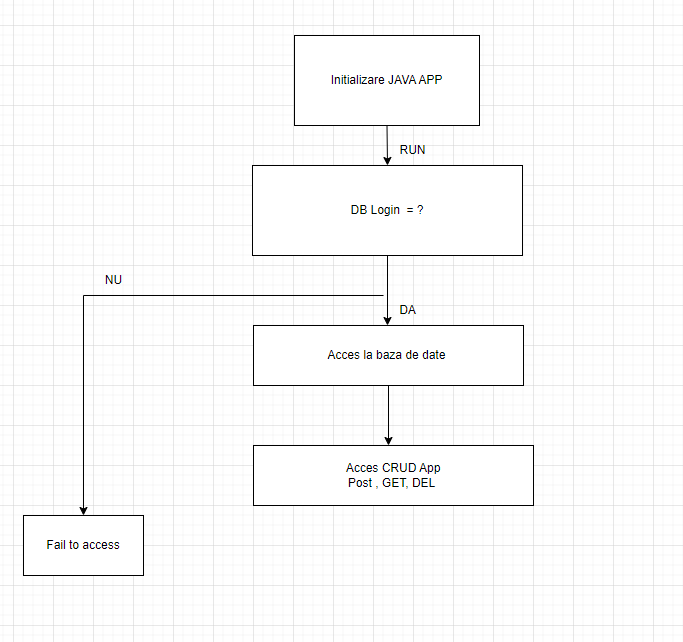 Initializare JAVA APP
RUN
DB Login = ?
NU
DA
Acces la baza de date
Acces CRUD App
Post , GET, DEL
Fail to access